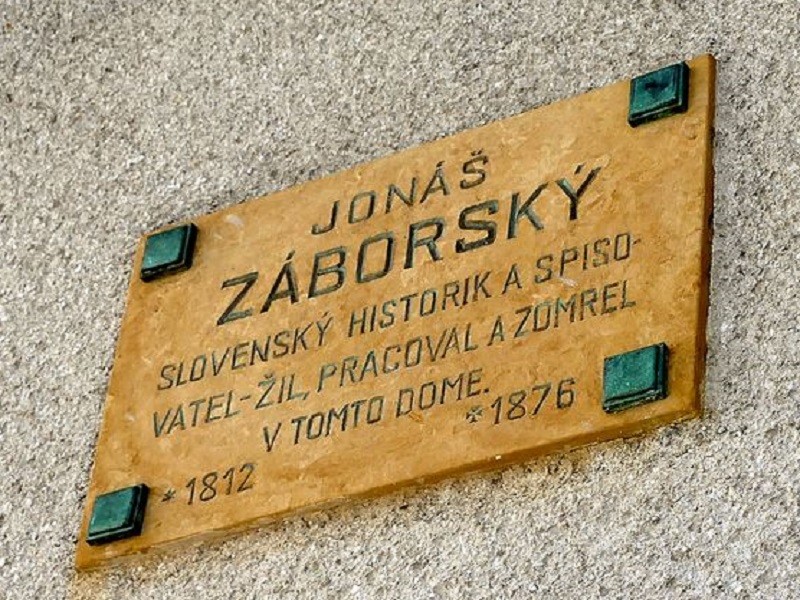 JONÁŠ
ZÁBORSKÝ
SLOVENSKÝ HISTORIK A SPISO-
VATEL-ŽIL, PRACOVAL A ZOMREL
V TOMTO DOME.
*1812 ✠1876